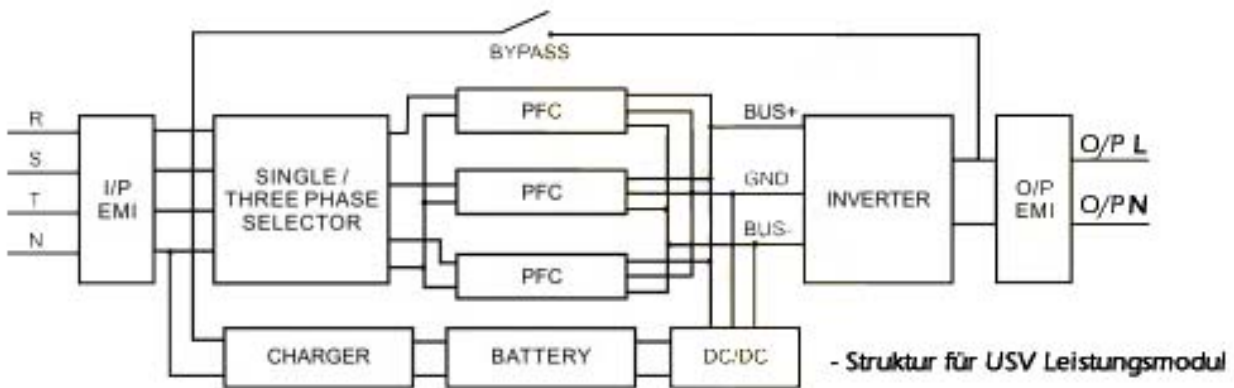 BYPASS
R
S
T
N
I/P
EMI
SINGLE /
THREE PHASE
SELECTOR
PFC
PFC
PFC
BUS+
GND
BUS-
INVERTER
O/P
EMI
O/P L
O/P N
CHARGER
BATTERY
DC/DC
- Struktur für USV Leistungsmodul